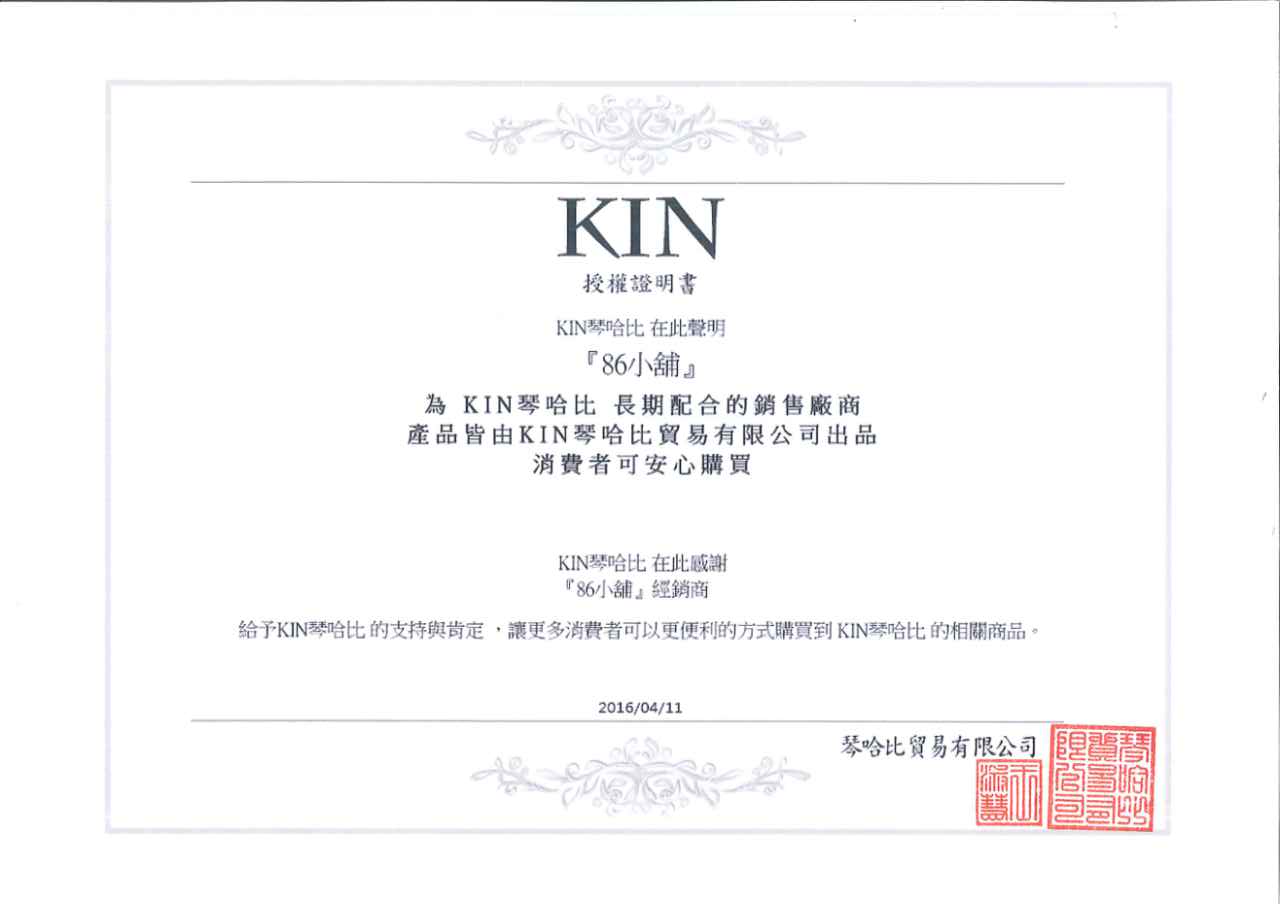 KIN
授權證明書
KIN琴哈比 在此聲明
『86小舖』
為 KIN琴哈比 長期配合的銷售廠商
產品皆由KIN琴哈比貿易有限公司出品
消費者可安心購買
KIN琴哈比 在此感謝
『86小舖』經銷商
給予KIN琴哈比 的支持與肯定 ，讓更多消費者可以更便利的方式購買到 KIN琴哈比 的相關商品。
2016/04/11
琴哈比貿易有限公司
琴哈比
貿易有
限公司